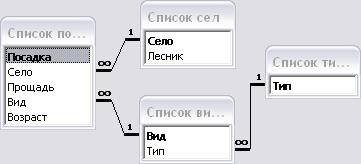 Список по...
Посадка
Село
Прощадь
Вид
Возраст
Список сел
Село
Лесник
Список ви...
Вид
Тип
Список ти...
Тип
1
∞
∞
1
1
∞